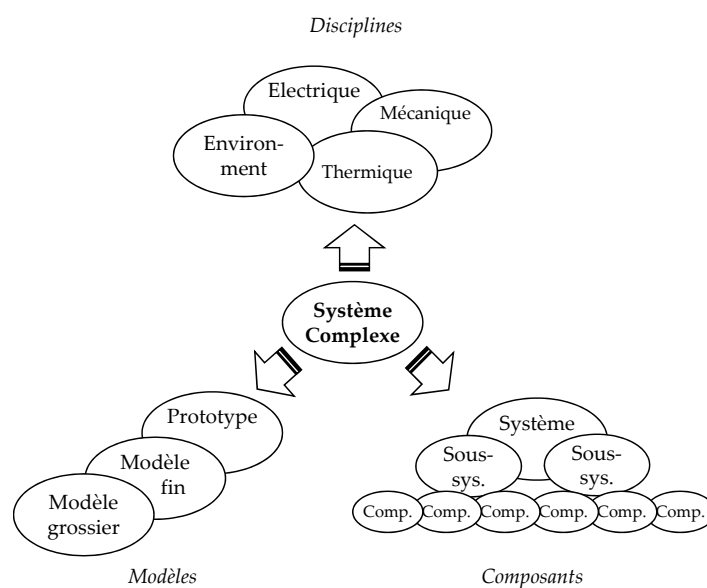 Disciplines
Electrique
Mécanique
Environ-
ment
Thermique
Système
Complexe
Prototype
Modèle
fin
Modèle
grossier
Système
Sous-
sys.
Sous-
sys.
Comp. Comp. Comp. Comp. Comp. Comp.
Modèles
Composants